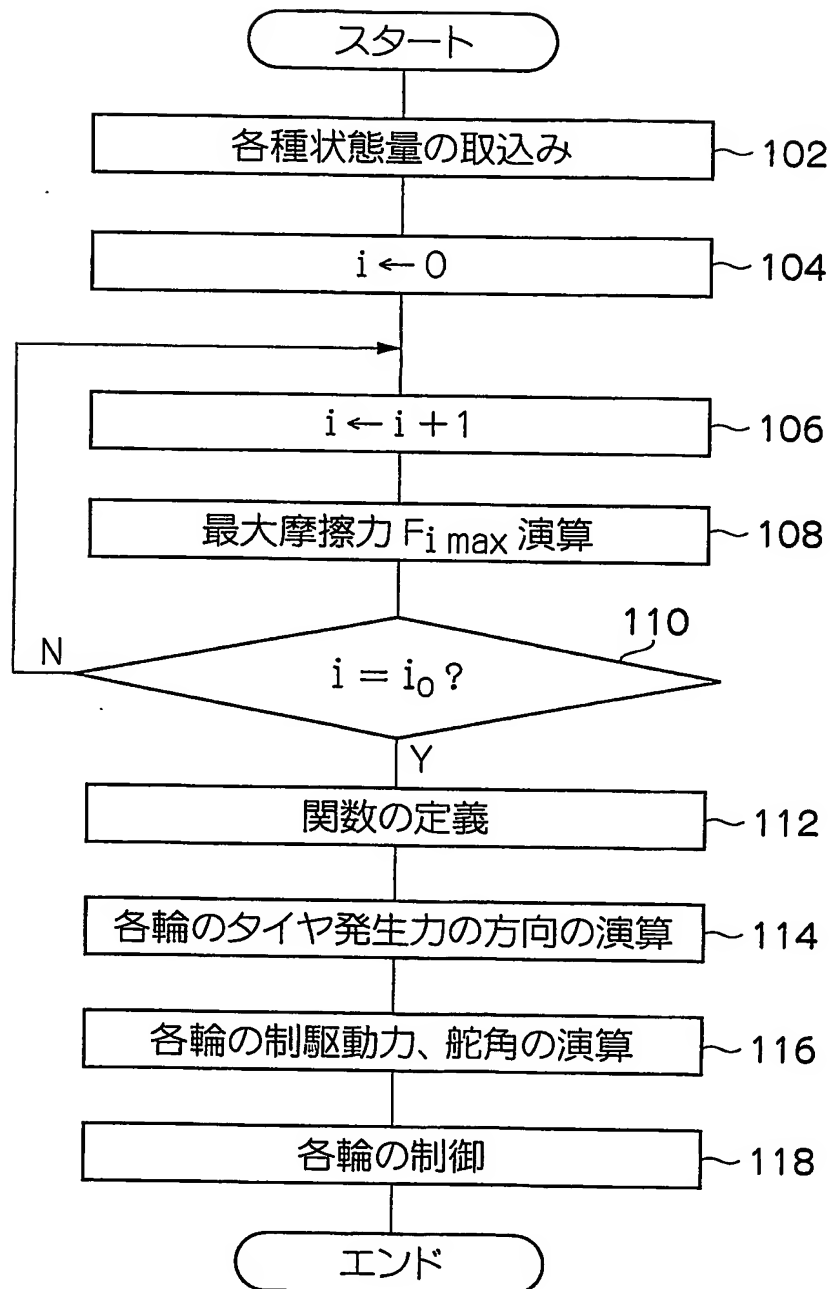 スタート
各種状態量の取込み 102
i ← 0 104
i ← i + 1 106
最大摩擦力 Fi max 演算 108
110
N
i = i0 ?
Y
関数の定義 112
各輪のタイヤ発生力の方向の演算 114
各輪の制駆動力、舵角の演算 116
各輪の制御 118
エンド